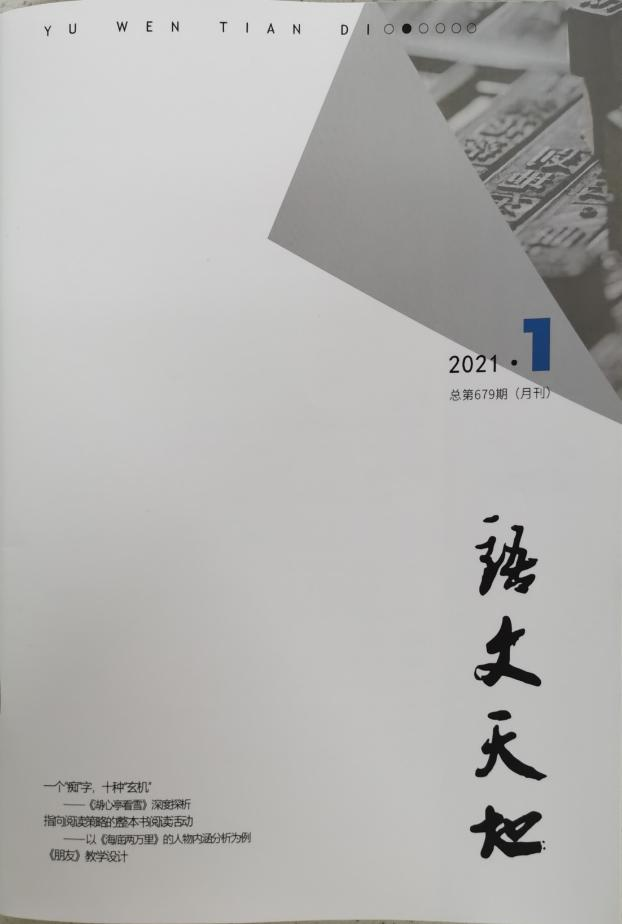 YU WEN TIAN DI
2021·1
总第679期（月刊）
語文天地
一个“痴”字，十种“玄机”
——《湖心亭看雪》深度探析
指向阅读策略的整本书阅读活动
——以《海底两万里》的人物内涵分析为例
《朋友》教学设计